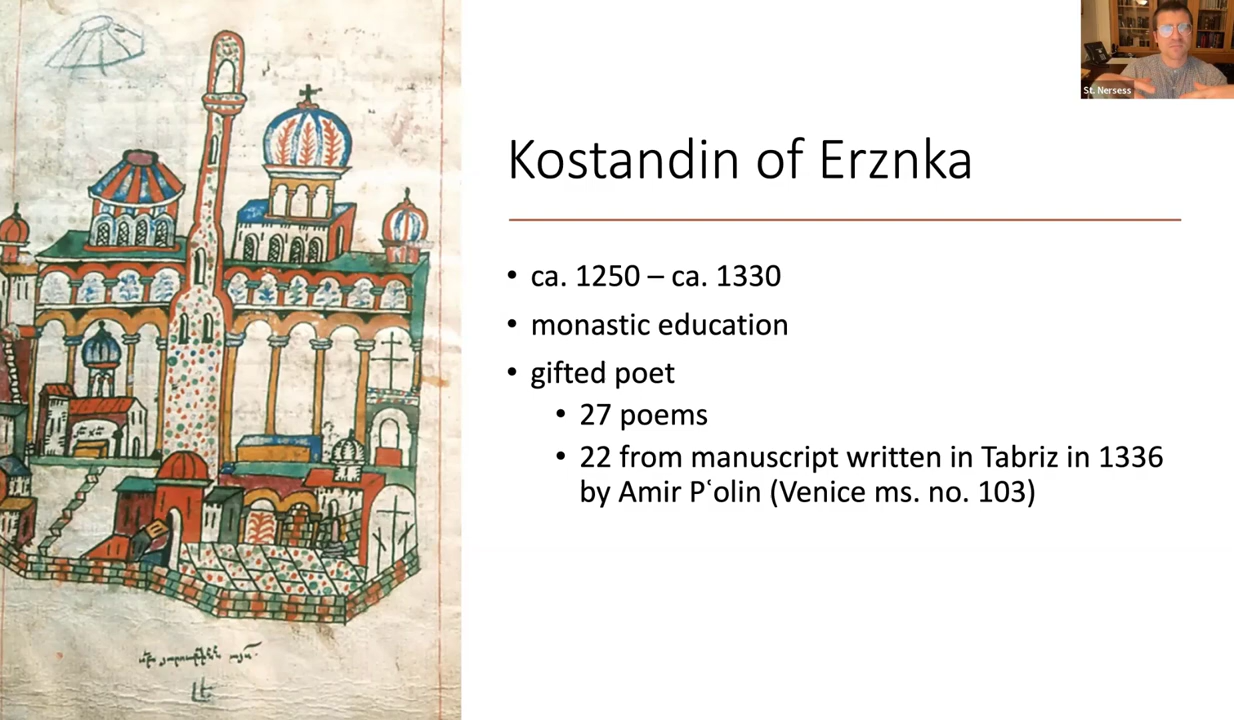 St. Nersess
Kostandin of Erznka
• ca. 1250 – ca. 1330
• monastic education
• gifted poet
• 27 poems
• 22 from manuscript written in Tabriz in 1336
by Amir Pʿolin (Venice ms. no. 103)